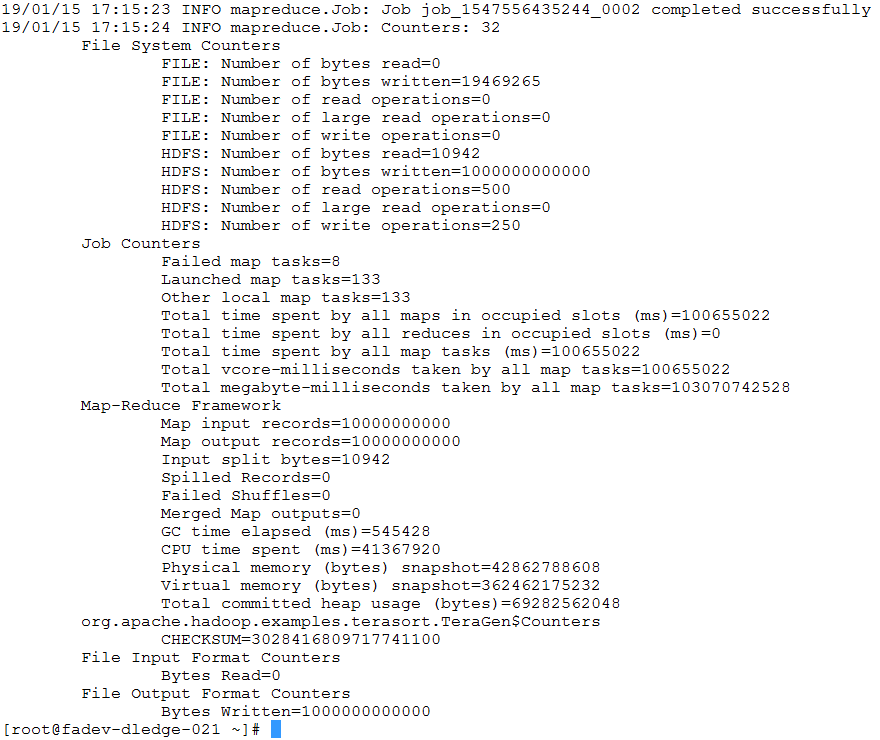 19/01/15 17:15:23 INFO mapreduce.Job: Job job_1547556435244_0002 completed successfully
19/01/15 17:15:24 INFO mapreduce.Job: Counters: 32
File System Counters
FILE: Number of bytes read=0
FILE: Number of bytes written=19469265
FILE: Number of read operations=0
FILE: Number of large read operations=0
FILE: Number of write operations=0
HDFS: Number of bytes read=10942
HDFS: Number of bytes written=1000000000000
HDFS: Number of read operations=500
HDFS: Number of large read operations=0
HDFS: Number of write operations=250
Job Counters
Failed map tasks=8
Launched map tasks=133
Other local map tasks=133
Total time spent by all maps in occupied slots (ms)=100655022
Total time spent by all reduces in occupied slots (ms)=0
Total time spent by all map tasks (ms)=100655022
Total vcore-milliseconds taken by all map tasks=100655022
Total megabyte-milliseconds taken by all map tasks=103070742528
Map-Reduce Framework
Map input records=10000000000
Map output records=10000000000
Input split bytes=10942
Spilled Records=0
Failed Shuffles=0
Merged Map outputs=0
GC time elapsed (ms)=545428
CPU time spent (ms)=41367920
Physical memory (bytes) snapshot=42862788608
Virtual memory (bytes) snapshot=362462175232
Total committed heap usage (bytes)=69282562048
org.apache.hadoop.examples.terasort.TeraGen$Counters
CHECKSUM=3028416809717741100
File Input Format Counters
Bytes Read=0
File Output Format Counters
Bytes Written=1000000000000
[root@fadev-dledge-021 ~]#